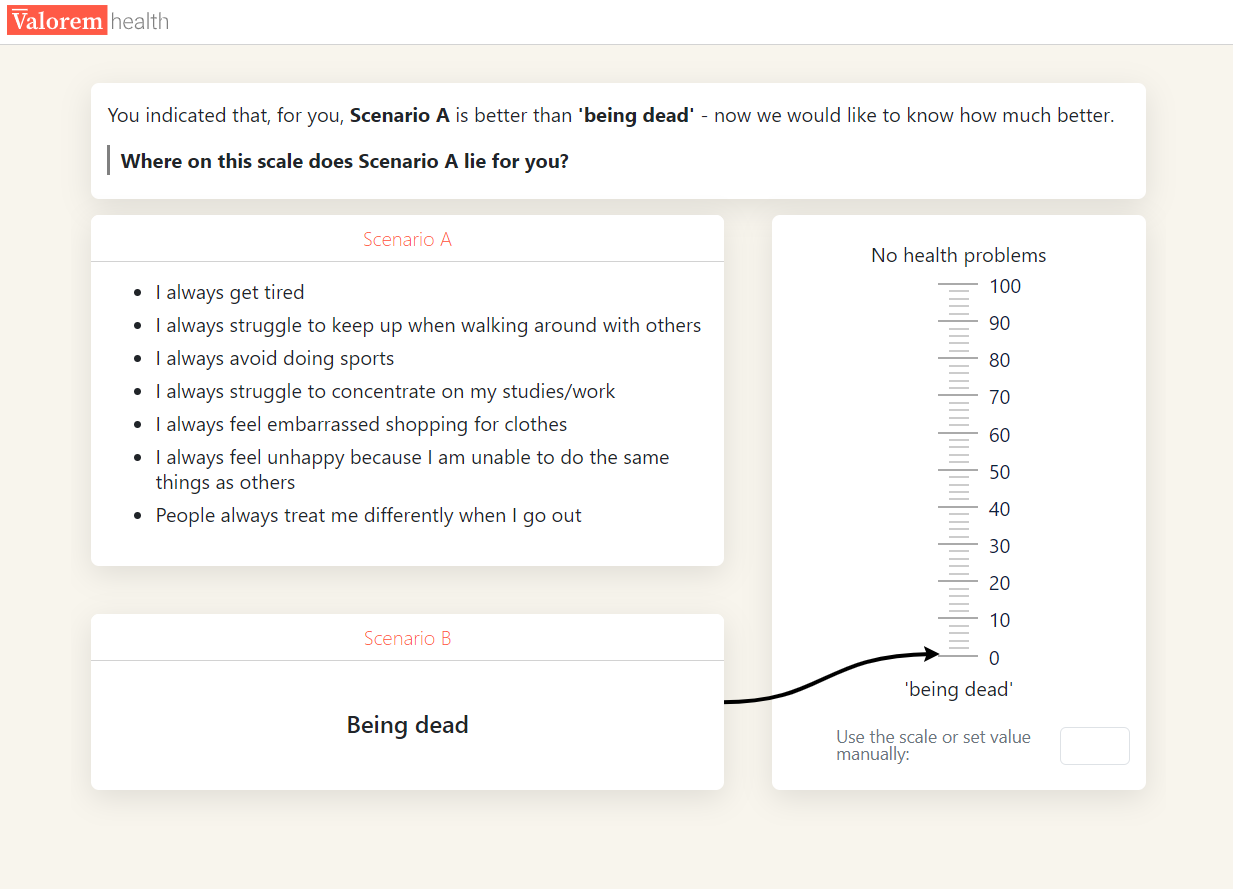 Valorem health
You indicated that, for you, Scenario A is better than 'being dead' - now we would like to know how much better.
Where on this scale does Scenario A lie for you?
Scenario A
I always get tired
I always struggle to keep up when walking around with others
I always avoid doing sports
I always struggle to concentrate on my studies/work
I always feel embarrassed shopping for clothes
I always feel unhappy because I am unable to do the same
things as others
People always treat me differently when I go out
Scenario B
Being dead
No health problems
100
90
80
70
60
50
40
30
20
10
0
'being dead'
Use the scale or set value
manually: